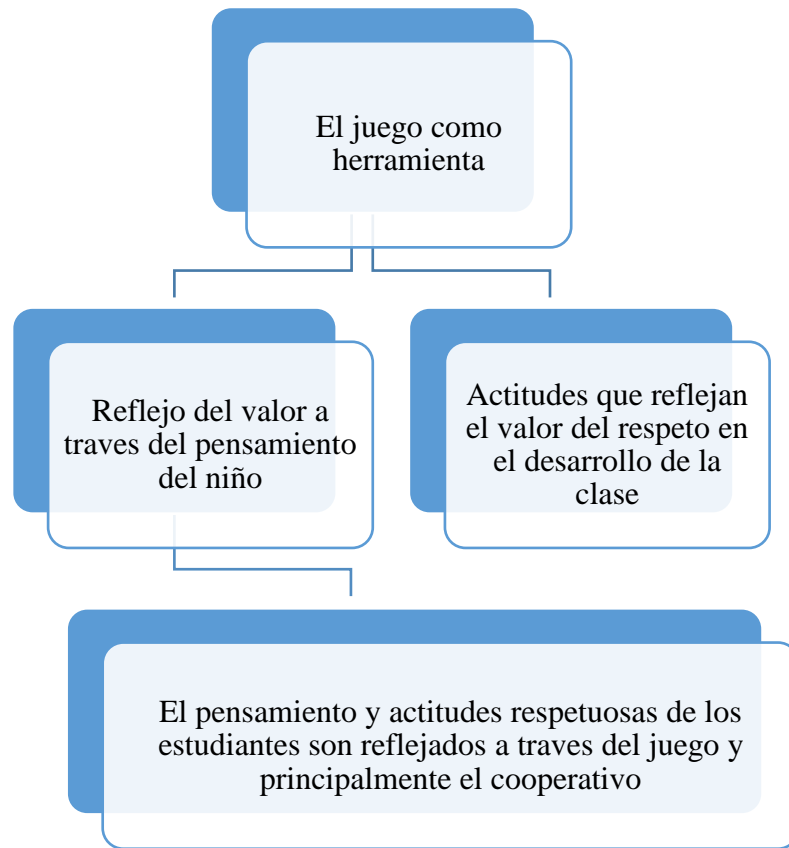 El juego como
herramienta
Reflejo del valor a
traves del pensamiento
del niño
Actitudes que reflejan
el valor del respeto en
el desarrollo de la
clase
El pensamiento y actitudes respetuosas de los
estudiantes son reflejados a traves del juego y
principalmente el cooperativo